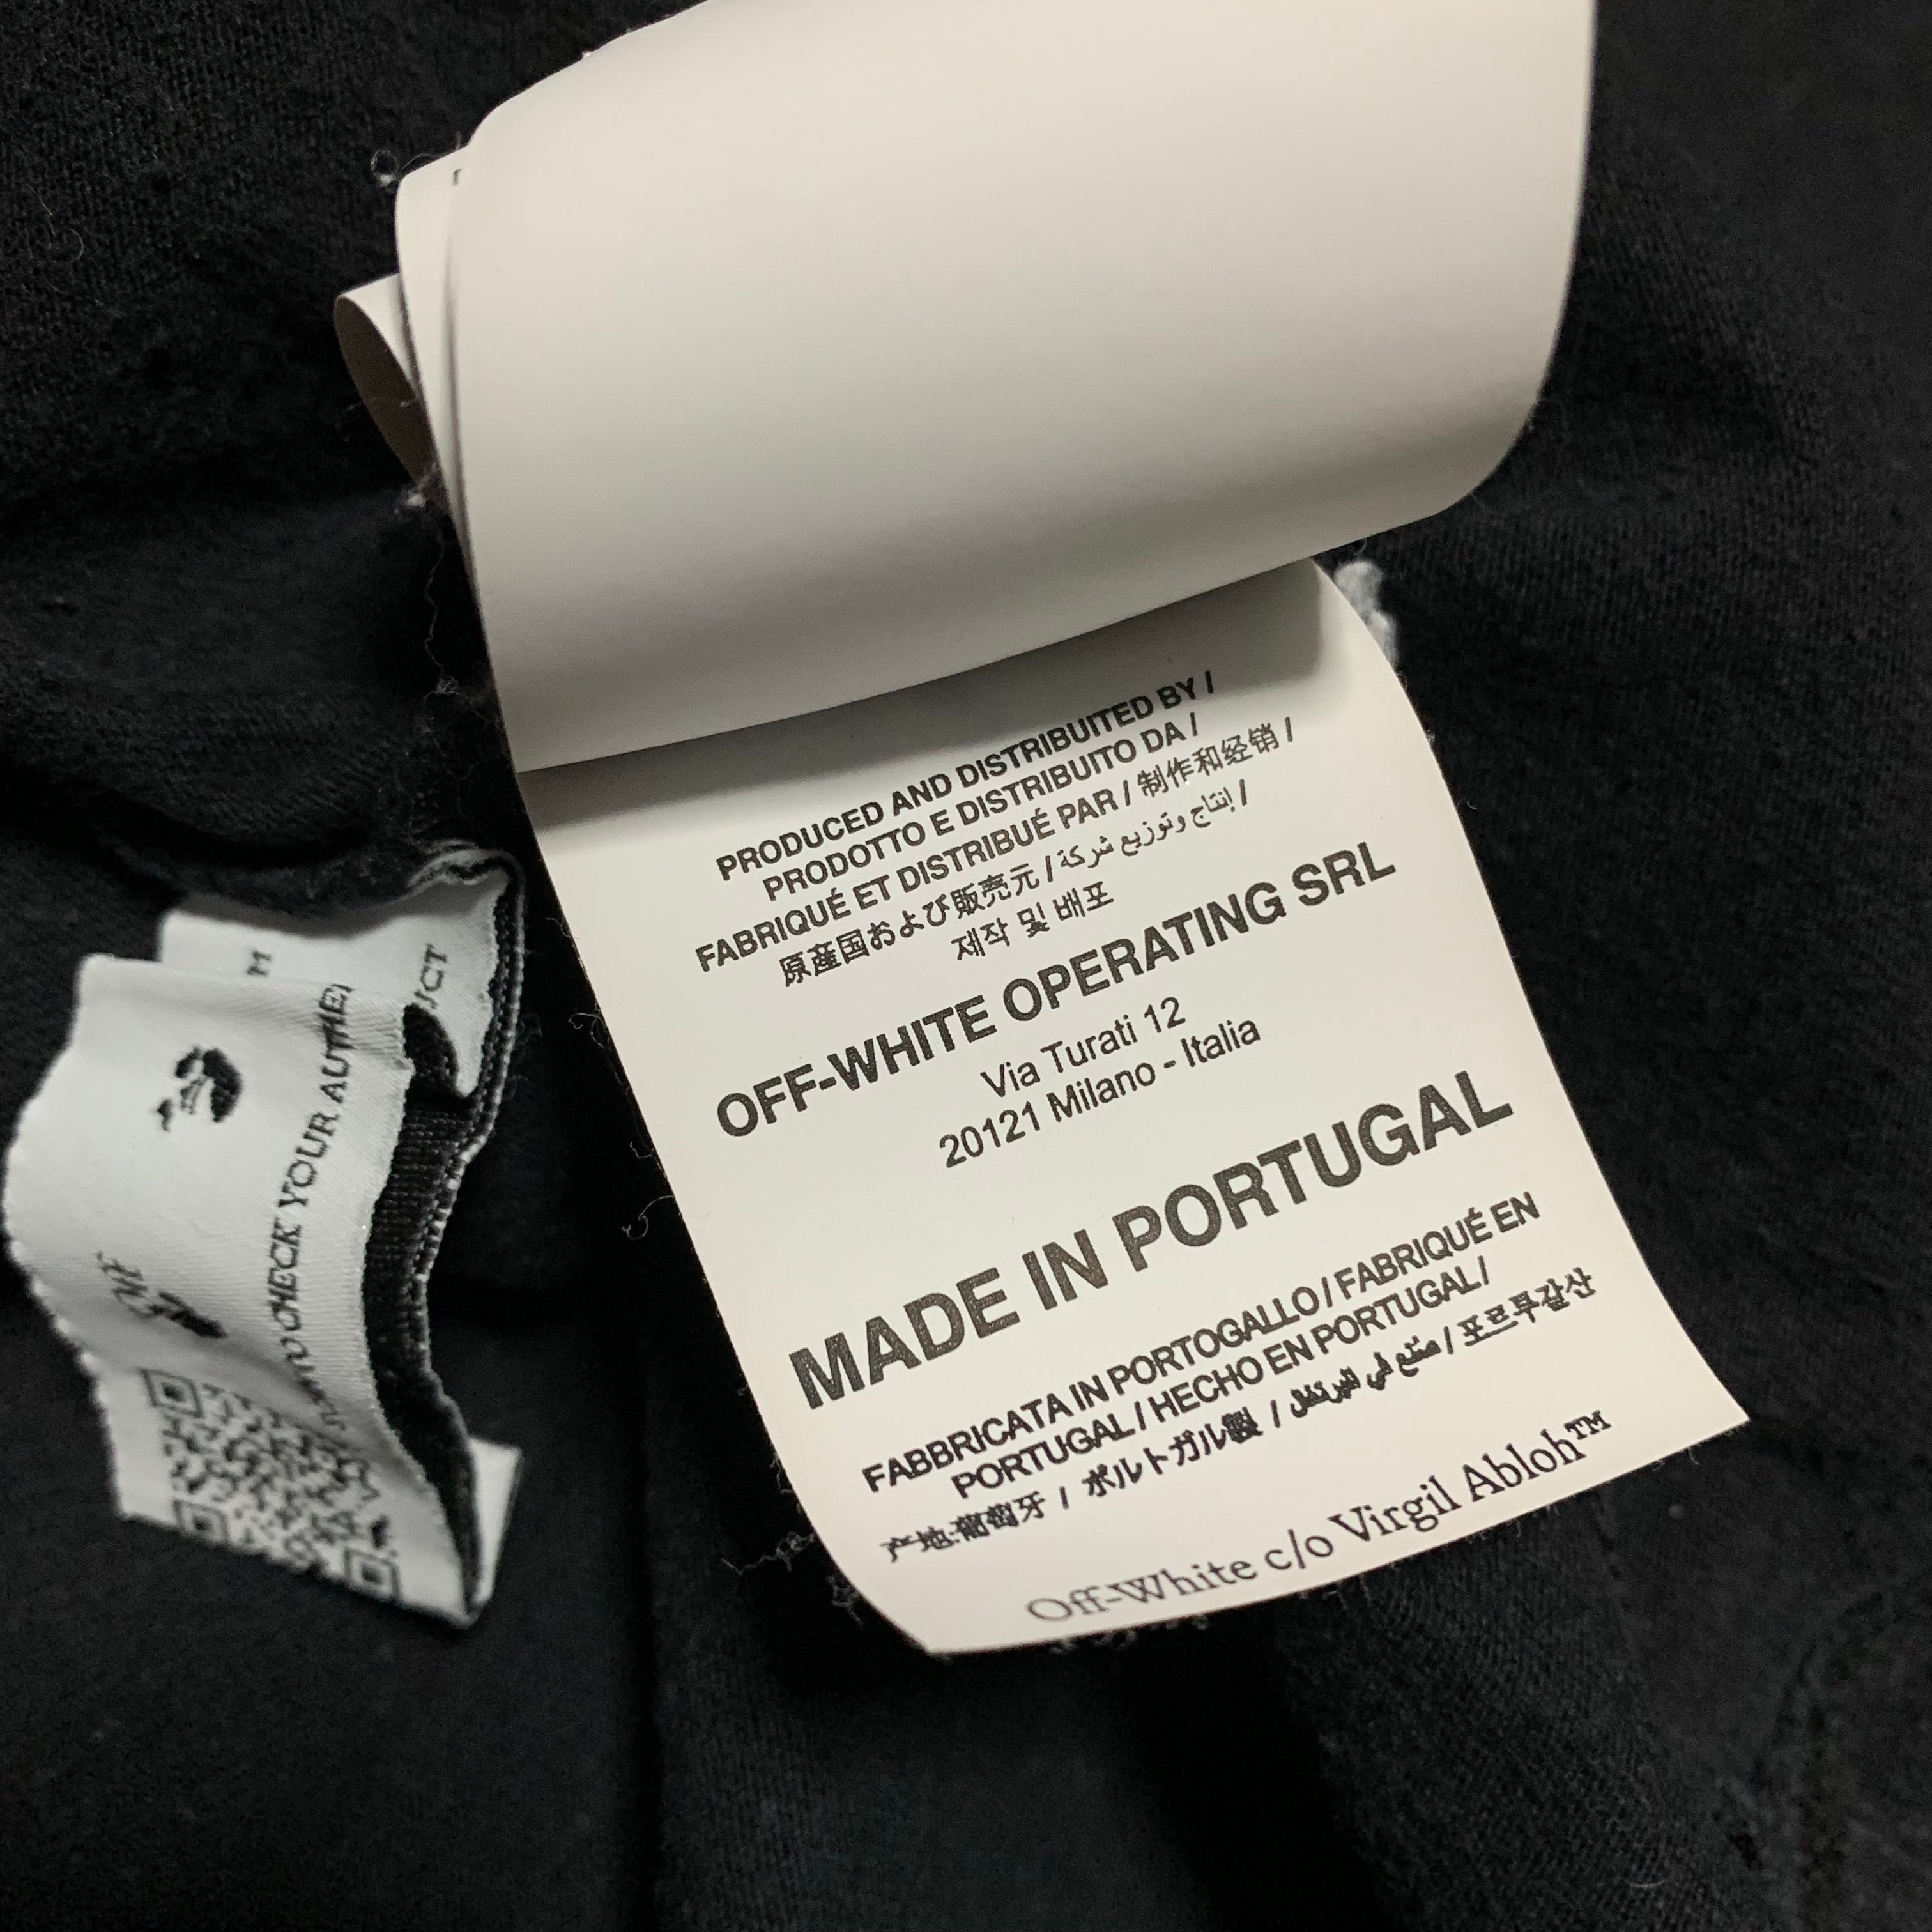 PRODUCED AND DISTRIBUITED BY /
PRODOTTO E DISTRIBUITO DA /
FABRIQUÉ ET DISTRIBUÉ PAR / 制作和经销 /
原産国および販売元 / إنتاج وتوزيع شركة /
제작 및 배포
OFF-WHITE OPERATING SRL
Via Turati 12
20121 Milano - Italia
MADE IN PORTUGAL
FABBRICATA IN PORTOGALLO / FABRIQUÉ EN
PORTUGAL / HECHO EN PORTUGAL /
产地:葡萄牙 / ポルトガル製 / صنع في البرتغال / 포르투갈산
Off-White c/o Virgil Abloh™
M
TO CHECK YOUR